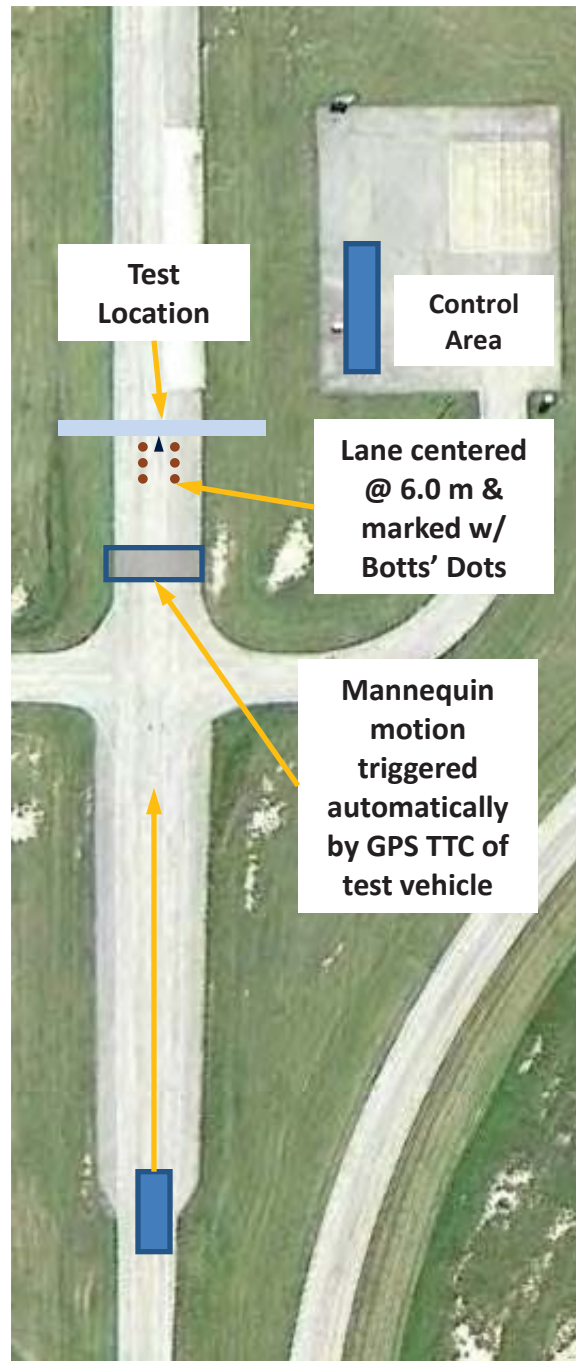 Test
Location
Control
Area
Lane centered
@ 6.0 m &
marked w/
Botts’ Dots
Mannequin
motion
triggered
automatically
by GPS TTC of
test vehicle